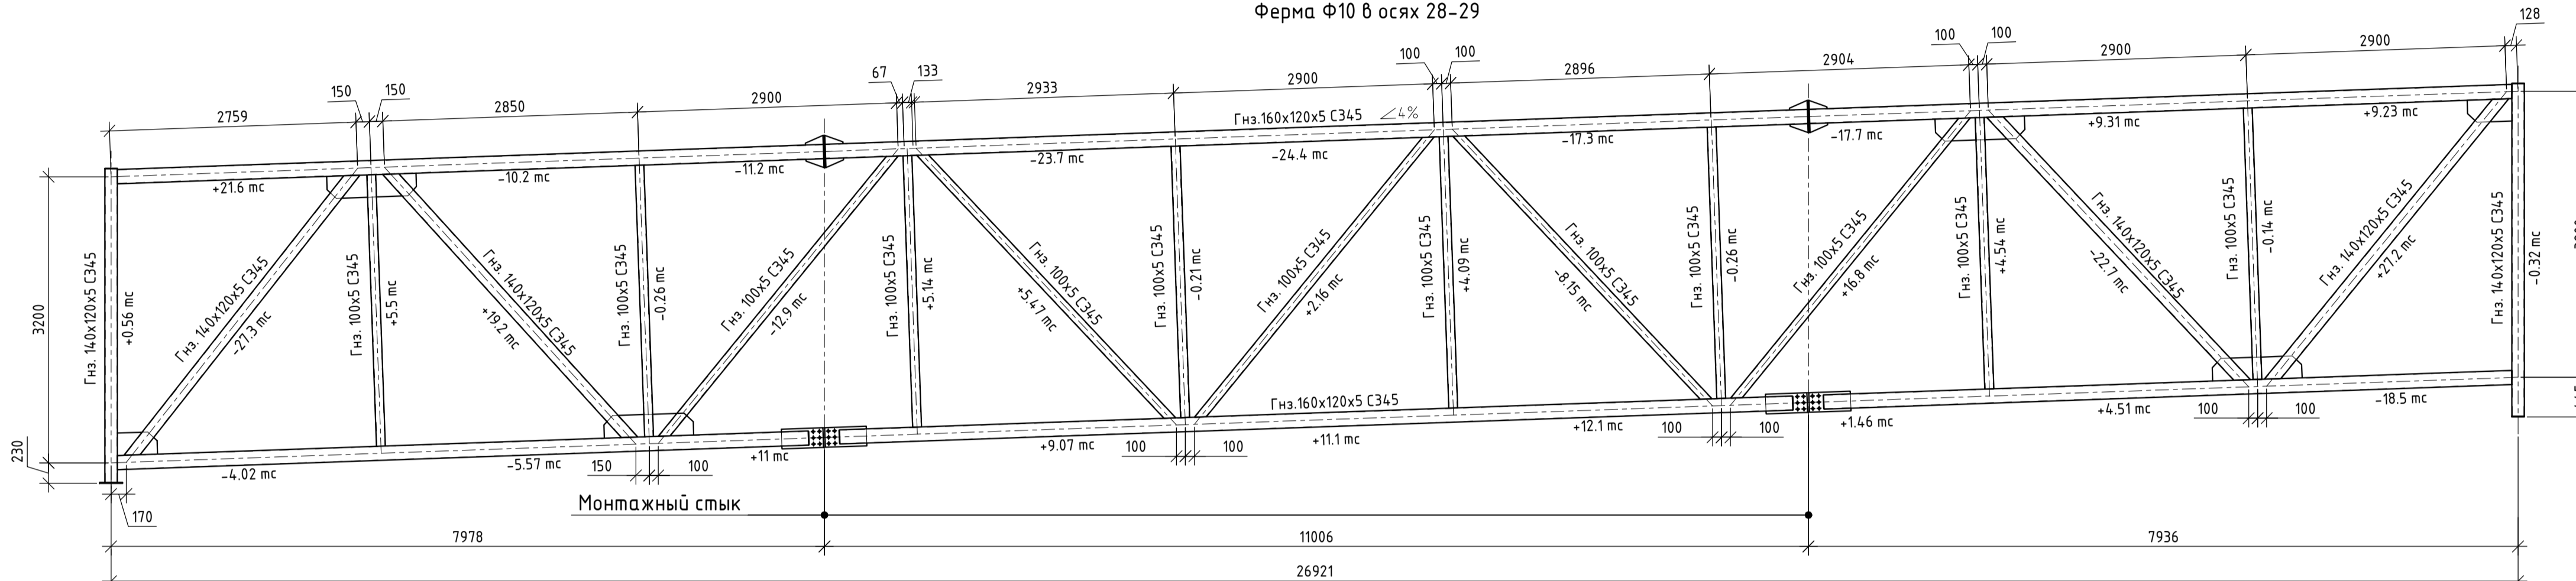 Ферма Ф10 в осях 28-29
128
2900
2900
100
100
2904
2896
100
100
2900
2933
67
133
2900
2850
150
150
2759
Гнз.160х120х5 С345
∠4%
+21.6 тс
-10.2 тс
-11.2 тс
-23.7 тс
-24.4 тс
-17.3 тс
-17.7 тс
+9.31 тс
+9.23 тс
3200
230
Гнз. 140х120х5 С345
+0.56 тс
Гнз. 140х120х5 С345
-27.3 тс
Гнз. 100х5 С345
+5.5 тс
Гнз. 140х120х5 С345
+19.2 тс
Гнз. 100х5 С345
-0.26 тс
Гнз. 100х5 С345
-12.9 тс
Гнз. 100х5 С345
+5.14 тс
Гнз. 100х5 С345
+5.47 тс
Гнз. 100х5 С345
-0.21 тс
Гнз. 100х5 С345
+2.16 тс
Гнз. 100х5 С345
+4.09 тс
Гнз. 100х5 С345
-8.15 тс
Гнз. 100х5 С345
-0.26 тс
Гнз. 100х5 С345
+16.8 тс
Гнз. 100х5 С345
+4.54 тс
Гнз. 140х120х5 С345
-22.7 тс
Гнз. 100х5 С345
-0.14 тс
Гнз. 140х120х5 С345
+27.2 тс
Гнз. 140х120х5 С345
-0.32 тс
Гнз.160х120х5 С345
-4.02 тс
-5.57 тс
+11 тс
+9.07 тс
+11.1 тс
+12.1 тс
+1.46 тс
+4.51 тс
-18.5 тс
170
150
100
100
100
100
100
100
100
Монтажный стык
7978
11006
7936
26921